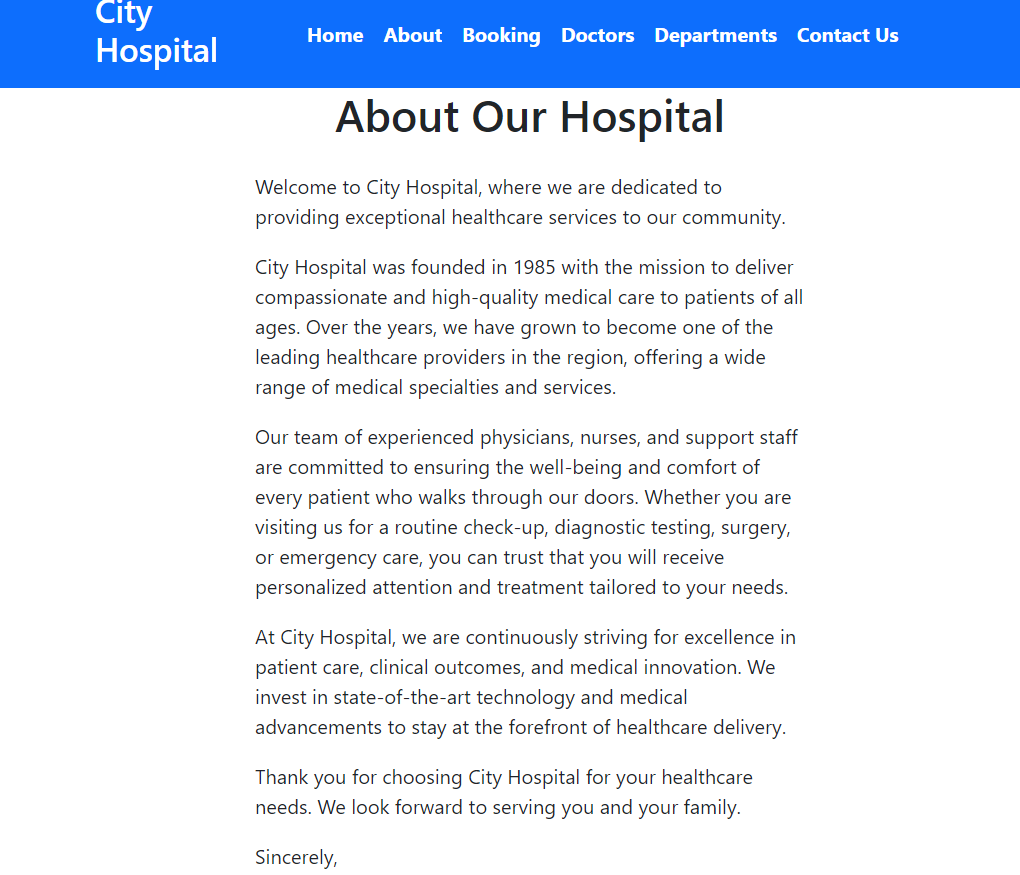 City
Hospital
Home About Booking Doctors Departments Contact Us
About Our Hospital
Welcome to City Hospital, where we are dedicated to
providing exceptional healthcare services to our community.
City Hospital was founded in 1985 with the mission to deliver
compassionate and high-quality medical care to patients of all
ages. Over the years, we have grown to become one of the
leading healthcare providers in the region, offering a wide
range of medical specialties and services.
Our team of experienced physicians, nurses, and support staff
are committed to ensuring the well-being and comfort of
every patient who walks through our doors. Whether you are
visiting us for a routine check-up, diagnostic testing, surgery,
or emergency care, you can trust that you will receive
personalized attention and treatment tailored to your needs.
At City Hospital, we are continuously striving for excellence in
patient care, clinical outcomes, and medical innovation. We
invest in state-of-the-art technology and medical
advancements to stay at the forefront of healthcare delivery.
Thank you for choosing City Hospital for your healthcare
needs. We look forward to serving you and your family.
Sincerely,